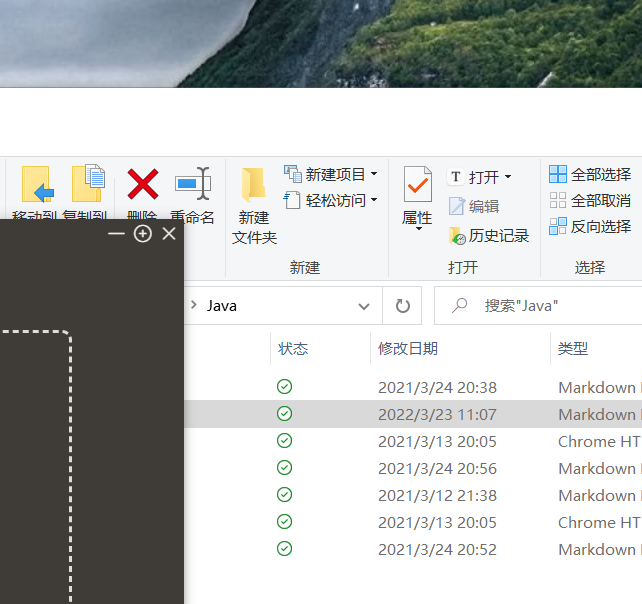 移动到 复制到 删除 重命名
新建
文件夹
新建项目
轻松访问
新建
属性
打开
编辑
历史记录
打开
全部选择
全部取消
反向选择
选择
Java
搜索"Java"
状态 修改日期 类型
2021/3/24 20:38 Markdown
2022/3/23 11:07 Markdown
2021/3/13 20:05 Chrome HT
2021/3/24 20:56 Markdown
2021/3/12 21:38 Markdown
2021/3/13 20:05 Chrome HT
2021/3/24 20:52 Markdown